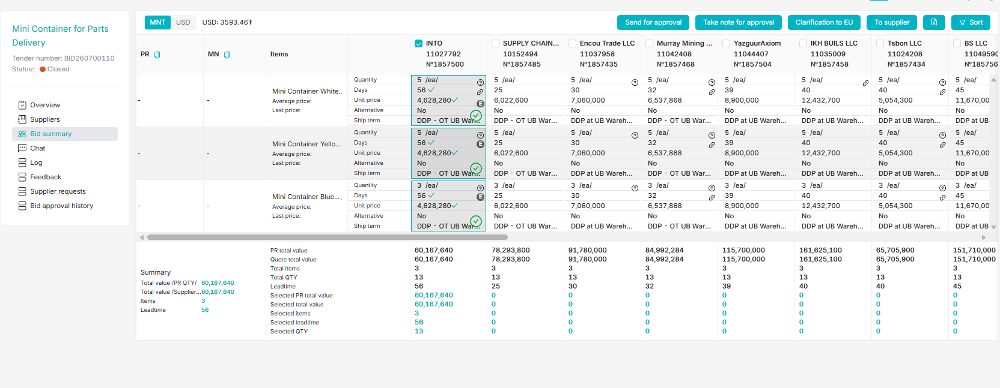 MNT USD USD: 3593.46₮ Send for approval Take note for approval Clarification to EU To supplier Sort
Mini Container for Parts
Delivery
Tender number: BID260700110
Status: Closed
Overview
Suppliers
Bid summary
Chat
Log
Feedback
Supplier requests
Bid approval history
PR MN Items
INTO SUPPLY CHAIN... Encou Trade LLC Murray Mining ... YazguurAxiom IKH BUILS LLC Tsbon LLC BS LLC
11027792 10152494 11037958 11042408 11044407 11035009 11024208 1104959
№1857500 №1857485 №1857435 №1857468 №1857504 №1857458 №1857434 №185756
Quantity 5 /ea/ 5 /ea/ 5 /ea/ 5 /ea/ 5 /ea/ 5 /ea/ 5 /ea/ 5 /ea/
- - Mini Container White... Days 56 25 30 32 39 40 40 45
Average price: Unit price 4,628,280 6,022,600 7,060,000 6,537,868 8,900,000 12,432,700 5,054,300 11,670,00
Last price: Alternative No No No No No No No No
Ship term DDP - OT UB War... DDP - OT UB War... DDP at UB Wareh... DDP - OT UB War... DDP at UB Wareh... DDP at UB Wareh... DDP at UB Wareh... DDP at UB
Quantity 5 /ea/ 5 /ea/ 5 /ea/ 5 /ea/ 5 /ea/ 5 /ea/ 5 /ea/ 5 /ea/
- - Mini Container Yello... Days 56 25 30 32 39 40 40 45
Average price: Unit price 4,628,280 6,022,600 7,060,000 6,537,868 8,900,000 12,432,700 5,054,300 11,670,00
Last price: Alternative No No No No No No No No
Ship term DDP - OT UB War... DDP - OT UB War... DDP at UB Wareh... DDP - OT UB War... DDP at UB Wareh... DDP at UB Wareh... DDP at UB Wareh... DDP at UB
Quantity 3 /ea/ 3 /ea/ 3 /ea/ 3 /ea/ 3 /ea/ 3 /ea/ 3 /ea/ 3 /ea/
- - Mini Container Blue... Days 56 25 30 32 39 40 40 45
Average price: Unit price 4,628,280 6,022,600 7,060,000 6,537,868 8,900,000 12,432,700 5,054,300 11,670,00
Last price: Alternative No No No No No No No No
Ship term DDP - OT UB War... DDP - OT UB War... DDP at UB Wareh... DDP - OT UB War... DDP at UB Wareh... DDP at UB Wareh... DDP at UB Wareh... DDP at UB
Summary
Total value /PR QTY/ 60,167,640
Total value /Supplier... 60,167,640
Items 3
Leadtime 56
PR total value 60,167,640 78,293,800 91,780,000 84,992,284 115,700,000 161,625,100 65,705,900 151,710,000
Quote total value 60,167,640 78,293,800 91,780,000 84,992,284 115,700,000 161,625,100 65,705,900 151,710,000
Total items 3 3 3 3 3 3 3 3
Total QTY 13 13 13 13 13 13 13 13
Leadtime 56 25 30 32 39 40 40 45
Selected PR total value 60,167,640 0 0 0 0 0 0 0
Selected total value 60,167,640 0 0 0 0 0 0 0
Selected items 3 0 0 0 0 0 0 0
Selected leadtime 56 0 0 0 0 0 0 0
Selected QTY 13 0 0 0 0 0 0 0